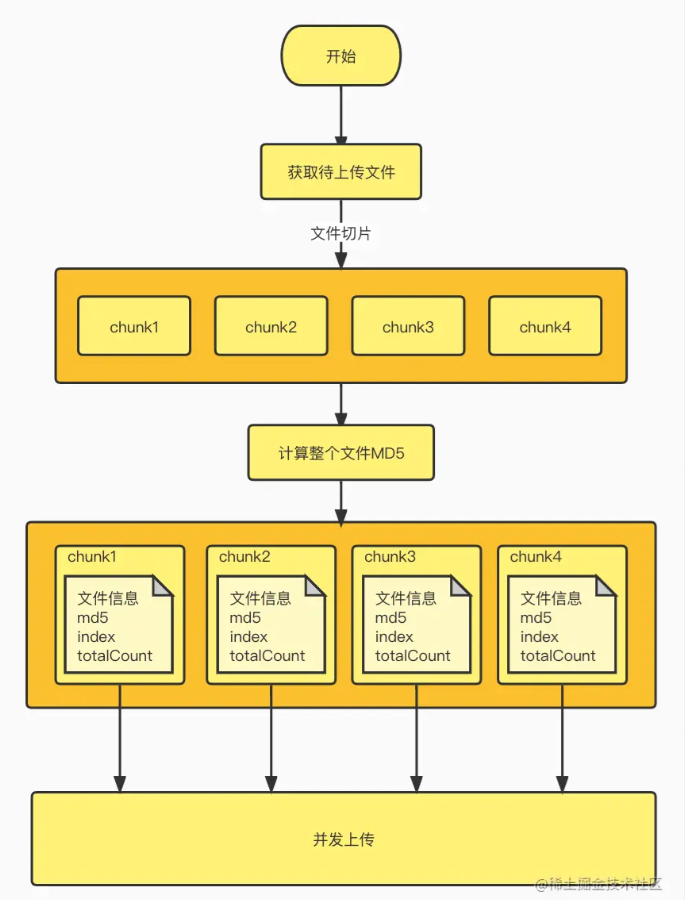 开始
获取待上传文件
文件切片
chunk1
chunk2
chunk3
chunk4
计算整个文件MD5
chunk1
文件信息
md5
index
totalCount
chunk2
文件信息
md5
index
totalCount
chunk3
文件信息
md5
index
totalCount
chunk4
文件信息
md5
index
totalCount
并发上传
@稀土掘金技术社区